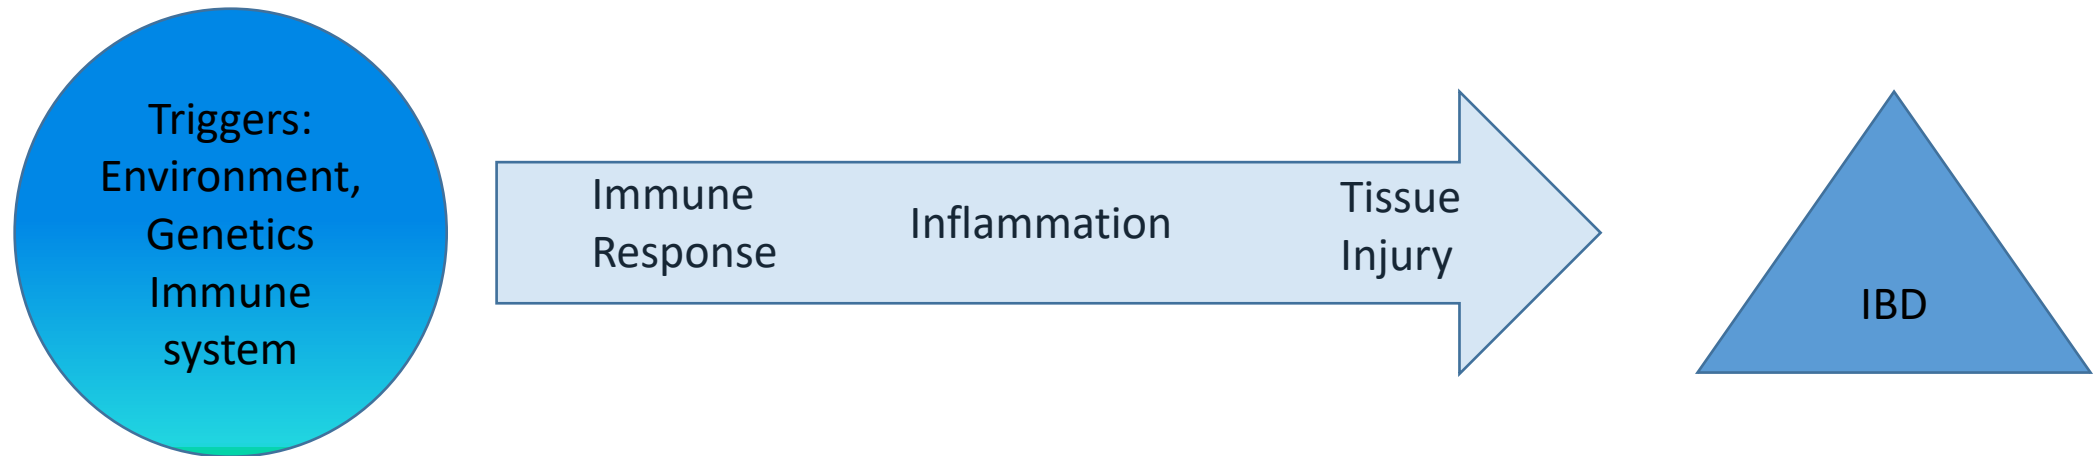 Triggers:
Environment,
Genetics
Immune
system
Immune
Response
Inflammation
Tissue
Injury
IBD